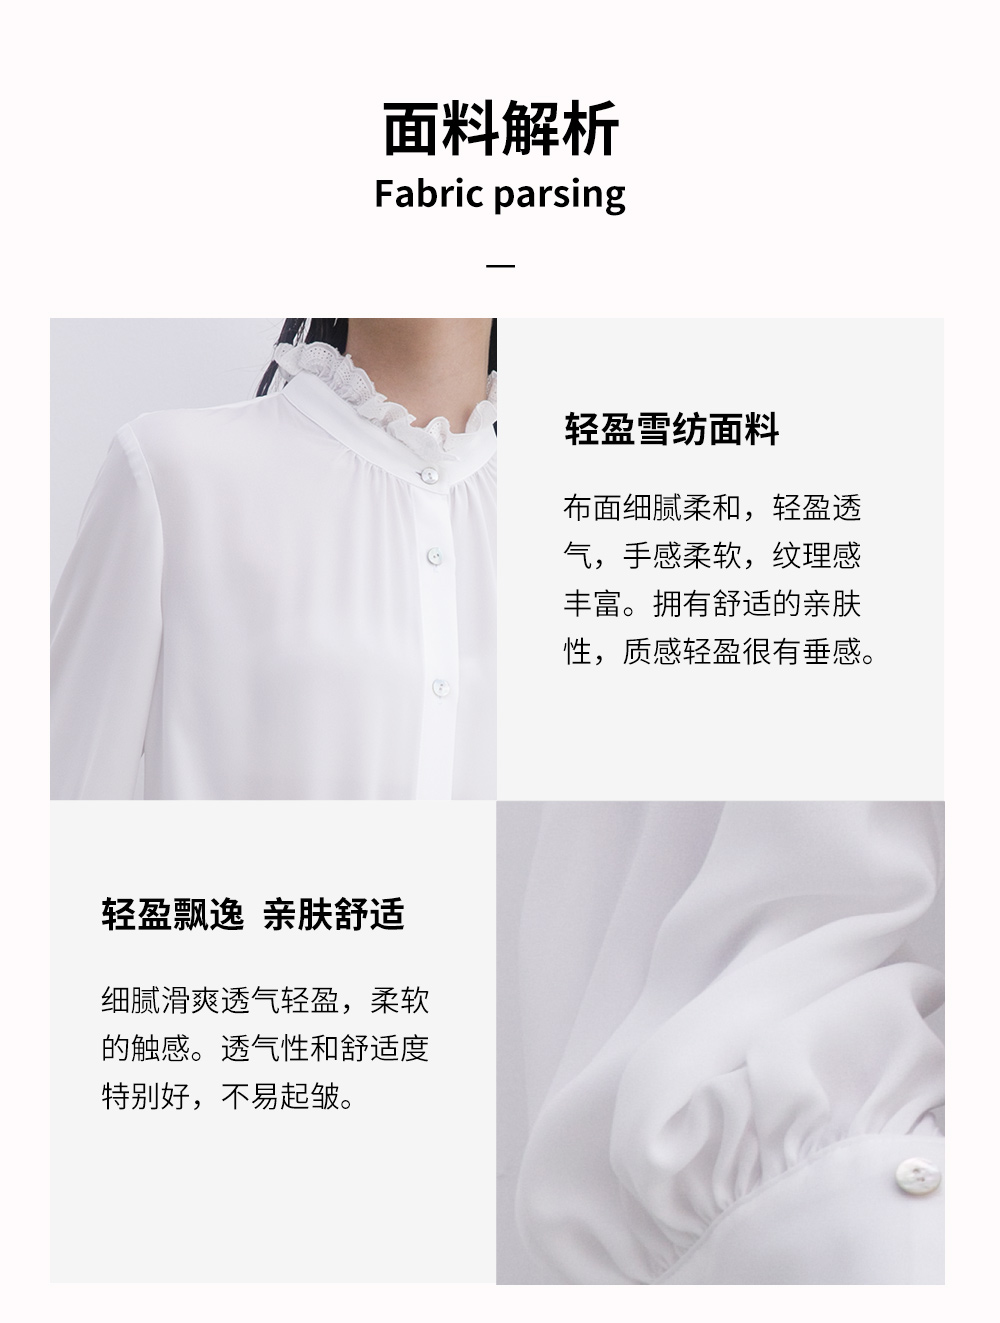 面料解析
Fabric parsing
轻盈雪纺面料
布面细腻柔和，轻盈透
气，手感柔软，纹理感
丰富。拥有舒适的亲肤
性，质感轻盈很有垂感。
轻盈飘逸 亲肤舒适
细腻滑爽透气轻盈，柔软
的触感。透气性和舒适度
特别好，不易起皱。